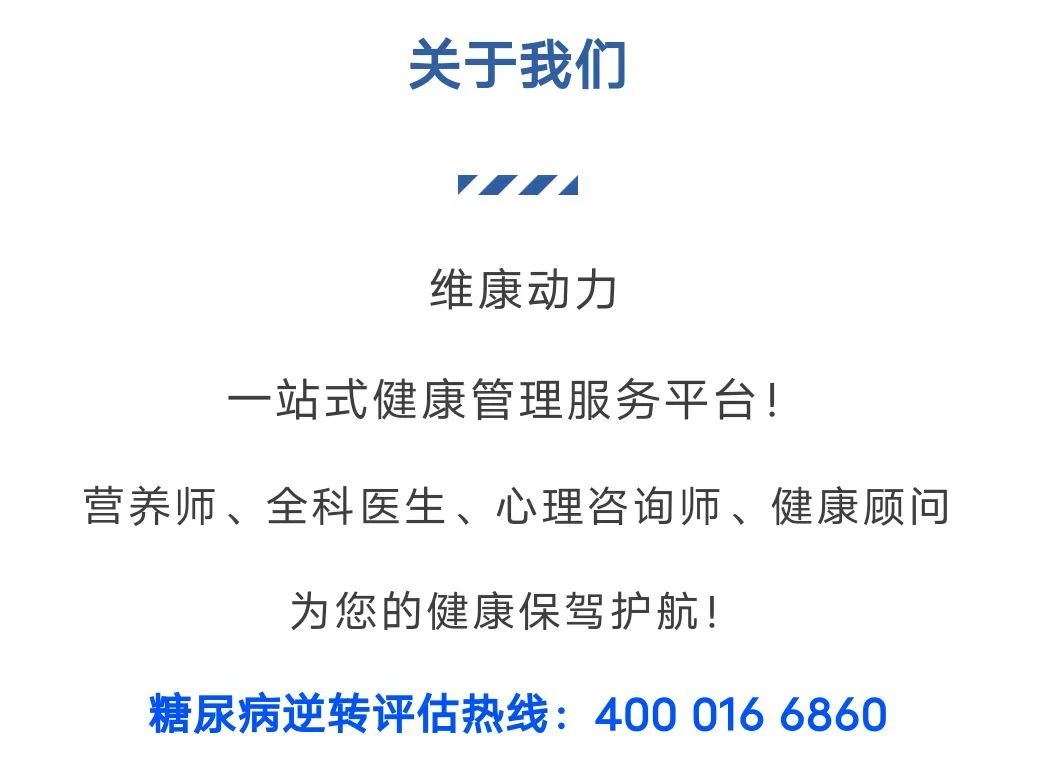 关于我们
维康动力
一站式健康管理服务平台!
营养师、全科医生、心理咨询师、健康顾问
为您的健康保驾护航!
糖尿病逆转评估热线：400 016 6860